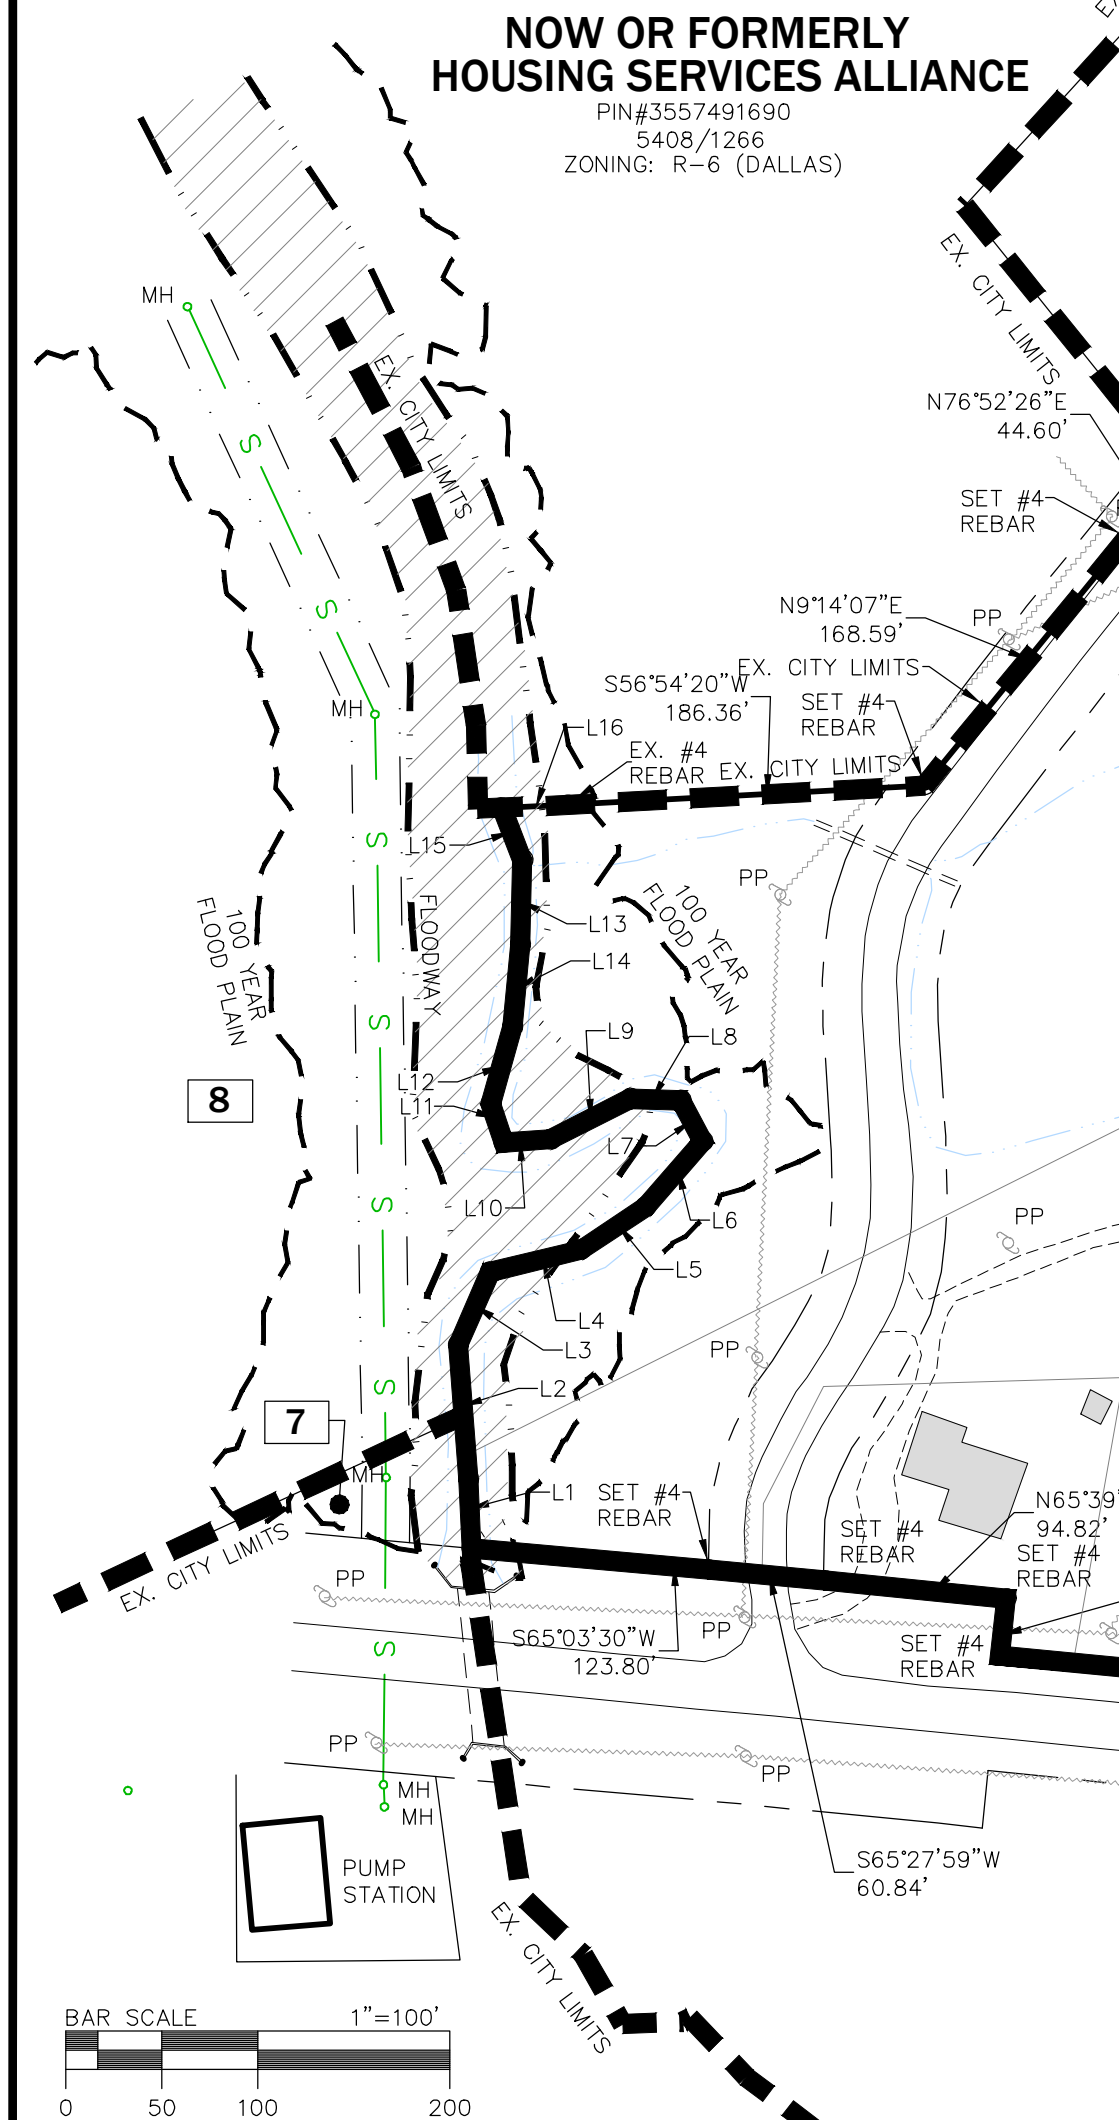 NOW OR FORMERLY
HOUSING SERVICES ALLIANCE
PIN#3557491690
5408/1266
ZONING: R-6 (DALLAS)
EX. CITY LIMITS
MH
EX. CITY LIMITS
N76°52'26"E
44.60'
S
SET #4
REBAR
S
N9°14'07"E
168.59'
PP
EX. CITY LIMITS
S56°54'20"W
186.36'
SET #4
REBAR
MH
L16
EX. #4
REBAR
EX. CITY LIMITS
S
L15
PP
100 YEAR
FLOOD PLAIN
FLOODWAY
L13
100 YEAR
FLOOD PLAIN
L14
S
L9
L8
L12
8
L11
L7
S
L10
L6
PP
L5
L4
L3
PP
S
L2
7
MH
L1
SET #4
REBAR
N65°39'
94.82'
SET #4
REBAR
SET #4
REBAR
EX. CITY LIMITS
PP
PP
S65°03'30"W
123.80'
SET #4
REBAR
S
PP
PP
MH
MH
S65°27'59"W
60.84'
PUMP
STATION
EX. CITY LIMITS
BAR SCALE
1"=100'
0 50 100 200